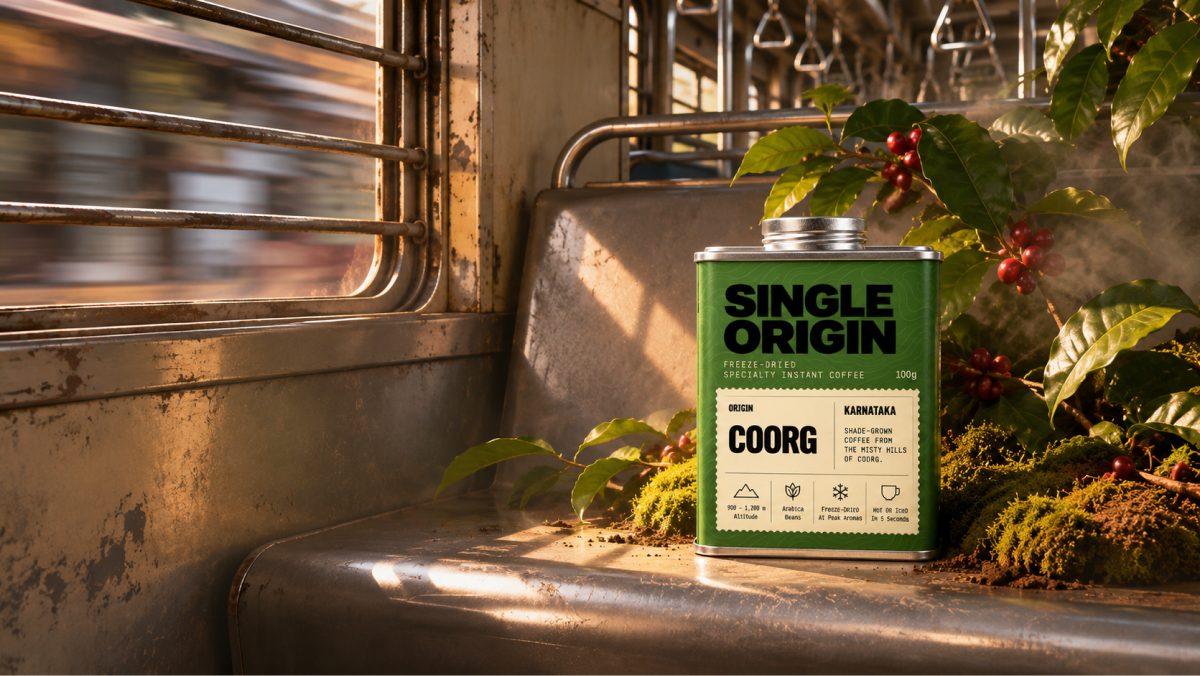 SINGLE
ORIGIN
FREEZE-DRIED
SPECIALTY INSTANT COFFEE
100g
ORIGIN
COORG
KARNATAKA
SHADE-GROWN
COFFEE FROM
THE MISTY HILLS
OF COORG.
900 - 1,200 m
Altitude
Arabica
Beans
Freeze-Dried
At Peak Aromas
Hot OR Iced
In 5 Seconds